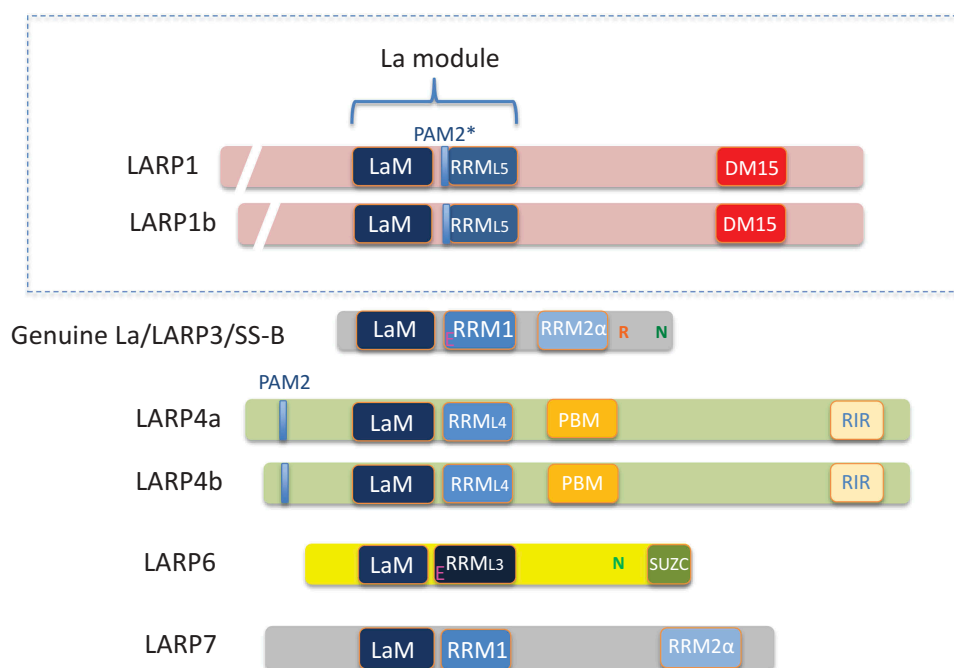 La module
PAM2*
LARP1 LaM RRML5 DM15
LARP1b LaM RRML5 DM15
Genuine La/LARP3/SS-B LaM E RRM1 RRM2α R N
PAM2
LARP4a LaM RRML4 PBM RIR
LARP4b LaM RRML4 PBM RIR
LARP6 LaM E RRML3 N SUZC
LARP7 LaM RRM1 RRM2α